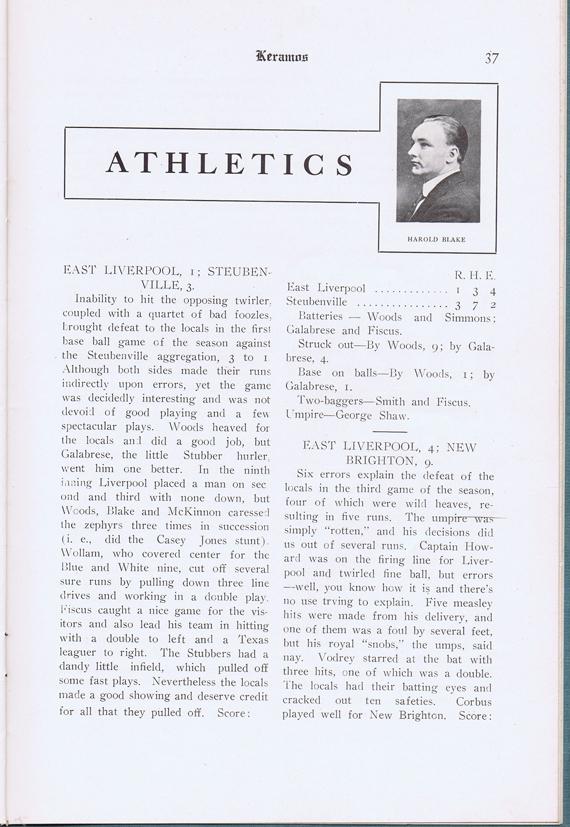 Keramos
37
ATHLETICS
HAROLD BLAKE
EAST LIVERPOOL, 1; STEUBEN-
VILLE, 3.
Inability to hit the opposing twirler,
coupled with a quartet of bad foozles,
brought defeat to the locals in the first
base ball game of the season against
the Steubenville aggregation, 3 to 1
Although both sides made their runs
indirectly upon errors, yet the game
was decidedly interesting and was not
devoid of good playing and a few
spectacular plays. Woods heaved for
the locals and did a good job, but
Galabrese, the little Stubber hurler,
went him one better. In the ninth
inning Liverpool placed a man on sec
ond and third with none down, but
Woods, Blake and McKinnon caressed
the zephyrs three times in succession
(i. e., did the Casey Jones stunt).
Wollam, who covered center for the
Blue and White nine, cut off several
sure runs by pulling down three line
drives and working in a double play.
Fiscus caught a nice game for the vis-
itors and also lead his team in hitting
with a double to left and a Texas
leaguer to right. The Stubbers had a
dandy little infield, which pulled off
some fast plays. Nevertheless the locals
made a good showing and deserve credit
for all that they pulled off. Score:
R. H. E.
East Liverpool ............ 1 3 4
Steubenville ............... 3 7 2
Batteries — Woods and Simmons;
Galabrese and Fiscus.
Struck out—By Woods, 9; by Gala-
brese, 4.
Base on balls—By Woods, 1; by
Galabrese, 1.
Two-baggers—Smith and Fiscus.
Umpire—George Shaw.
EAST LIVERPOOL, 4; NEW
BRIGHTON, 9.
Six errors explain the defeat of the
locals in the third game of the season,
four of which were wild heaves, re-
sulting in five runs. The umpire was
simply "rotten," and his decisions did
us out of several runs. Captain How-
ard was on the firing line for Liver-
pool and twirled fine ball, but errors
—well, you know how it is and there's
no use trying to explain. Five measley
hits were made from his delivery, and
one of them was a foul by several feet,
but his royal "snobs," the umps, said
nay. Vodrey starred at the bat with
three hits, one of which was a double.
The locals had their batting eyes and
cracked out ten safeties. Corbus
played well for New Brighton. Score: